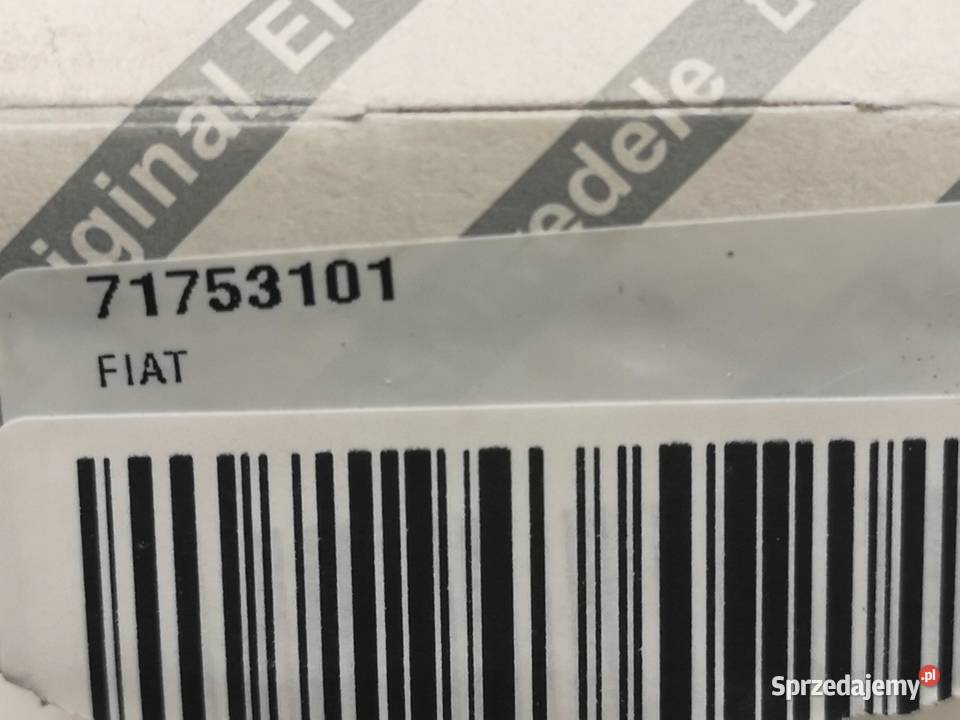 iginal
edele
71753101
FIAT
Sprzedajemy.pl